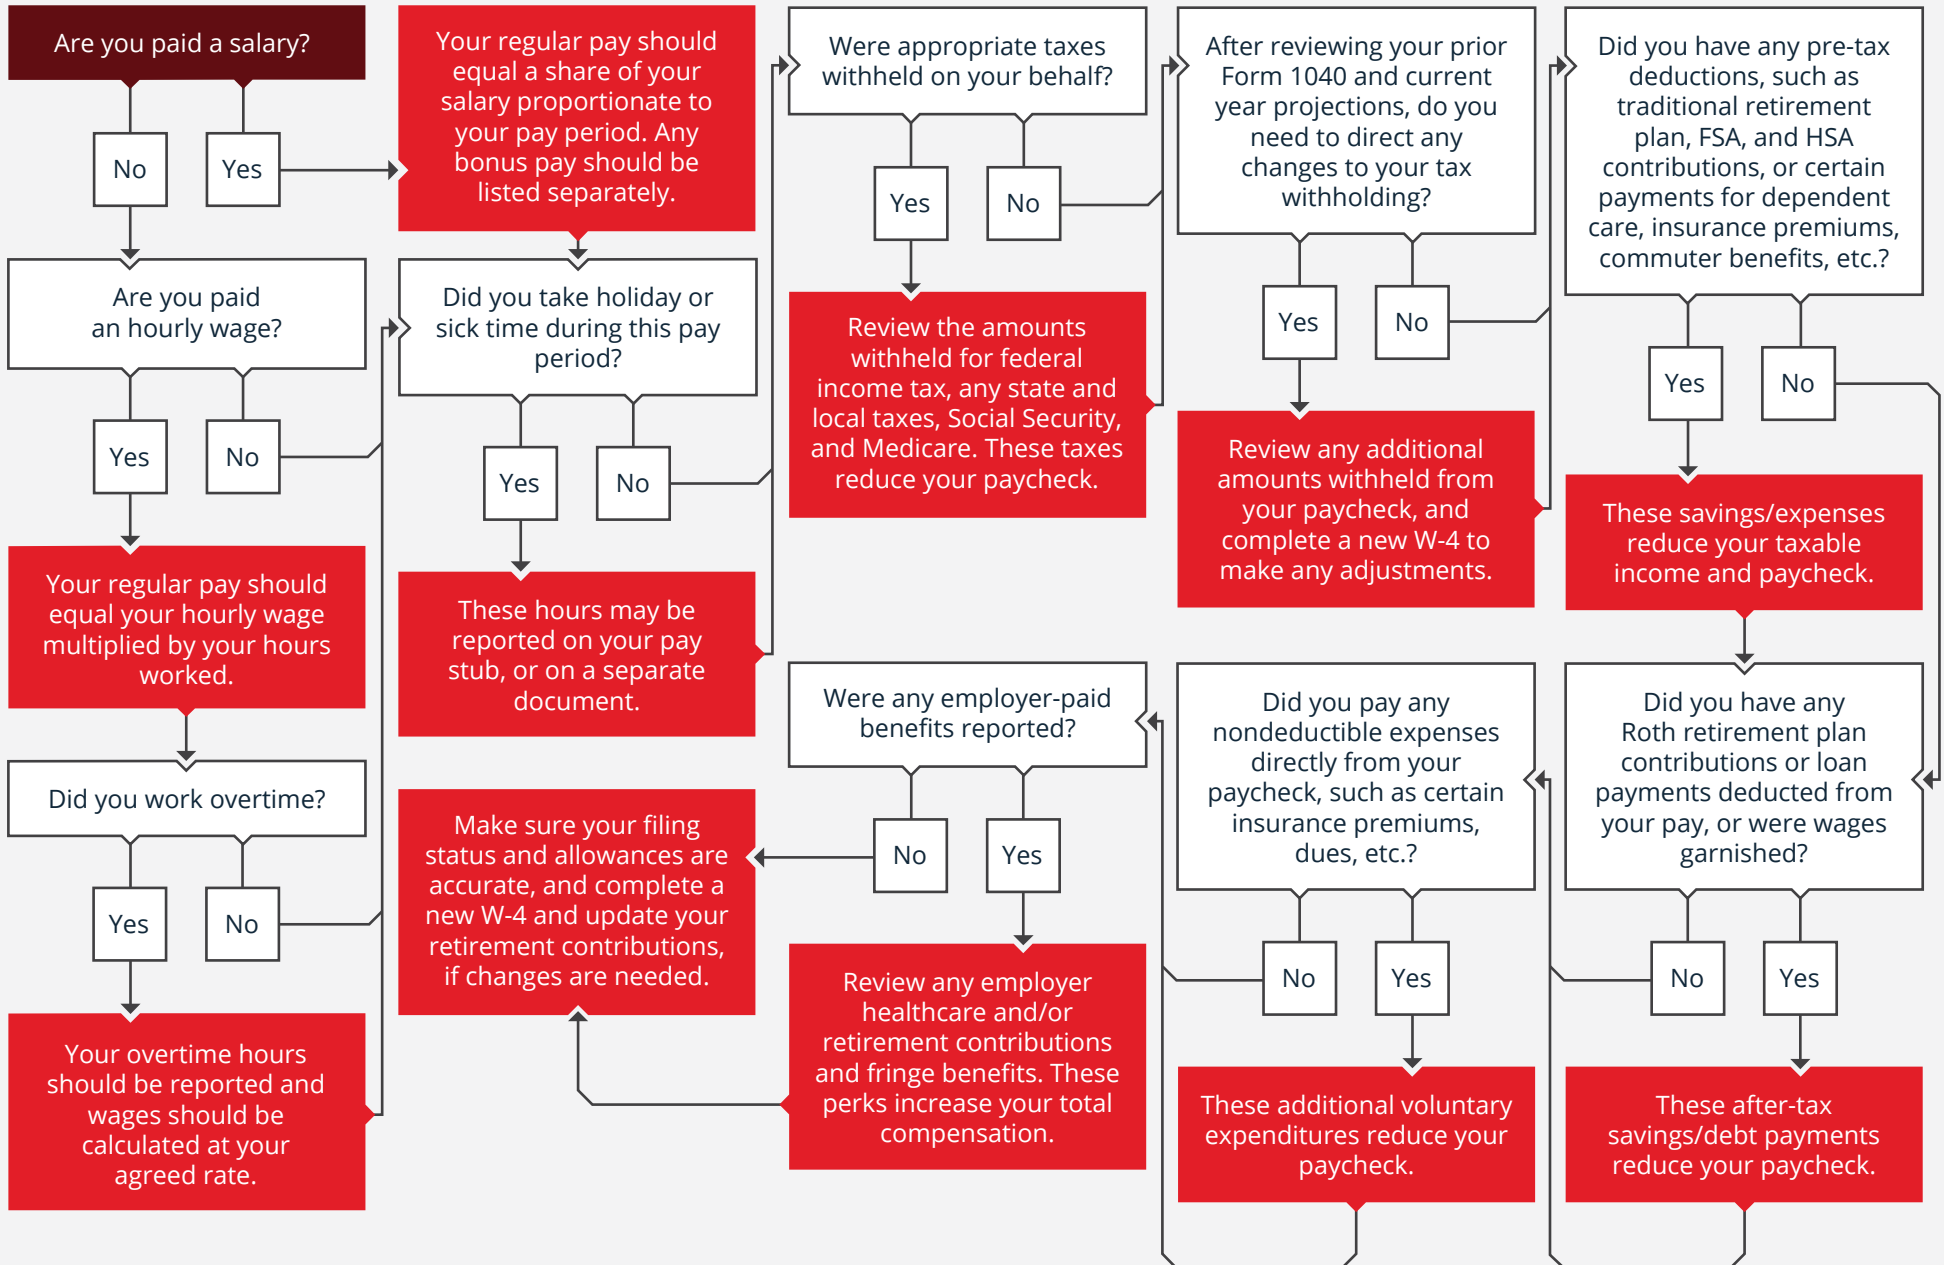 Are you paid a salary?
No
Yes
Are you paid
an hourly wage?
Yes
No
Your regular pay should
equal your hourly wage
multiplied by your hours
worked.
Did you work overtime?
Yes
No
Your overtime hours
should be reported and
wages should be
calculated at your
agreed rate.
Your regular pay should
equal a share of your
salary proportionate to
your pay period. Any
bonus pay should be
listed separately.
Did you take holiday or
sick time during this pay
period?
Yes
No
These hours may be
reported on your pay
stub, or on a separate
document.
Were appropriate taxes
withheld on your behalf?
Yes
No
Review the amounts
withheld for federal
income tax, any state and
local taxes, Social Security,
and Medicare. These taxes
reduce your paycheck.
After reviewing your prior
Form 1040 and current
year projections, do you
need to direct any
changes to your tax
withholding?
Yes
No
Review any additional
amounts withheld from
your paycheck, and
complete a new W-4 to
make any adjustments.
Did you have any pre-tax
deductions, such as
traditional retirement
plan, FSA, and HSA
contributions, or certain
payments for dependent
care, insurance premiums,
commuter benefits, etc.?
Yes
No
These savings/expenses
reduce your taxable
income and paycheck.
Did you have any
Roth retirement plan
contributions or loan
payments deducted from
your pay, or were wages
garnished?
No
Yes
These after-tax
savings/debt payments
reduce your paycheck.
Did you pay any
nondeductible expenses
directly from your
paycheck, such as certain
insurance premiums,
dues, etc.?
No
Yes
These additional voluntary
expenditures reduce your
paycheck.
Were any employer-paid
benefits reported?
No
Yes
Review any employer
healthcare and/or
retirement contributions
and fringe benefits. These
perks increase your total
compensation.
Make sure your filing
status and allowances are
accurate, and complete a
new W-4 and update your
retirement contributions,
if changes are needed.